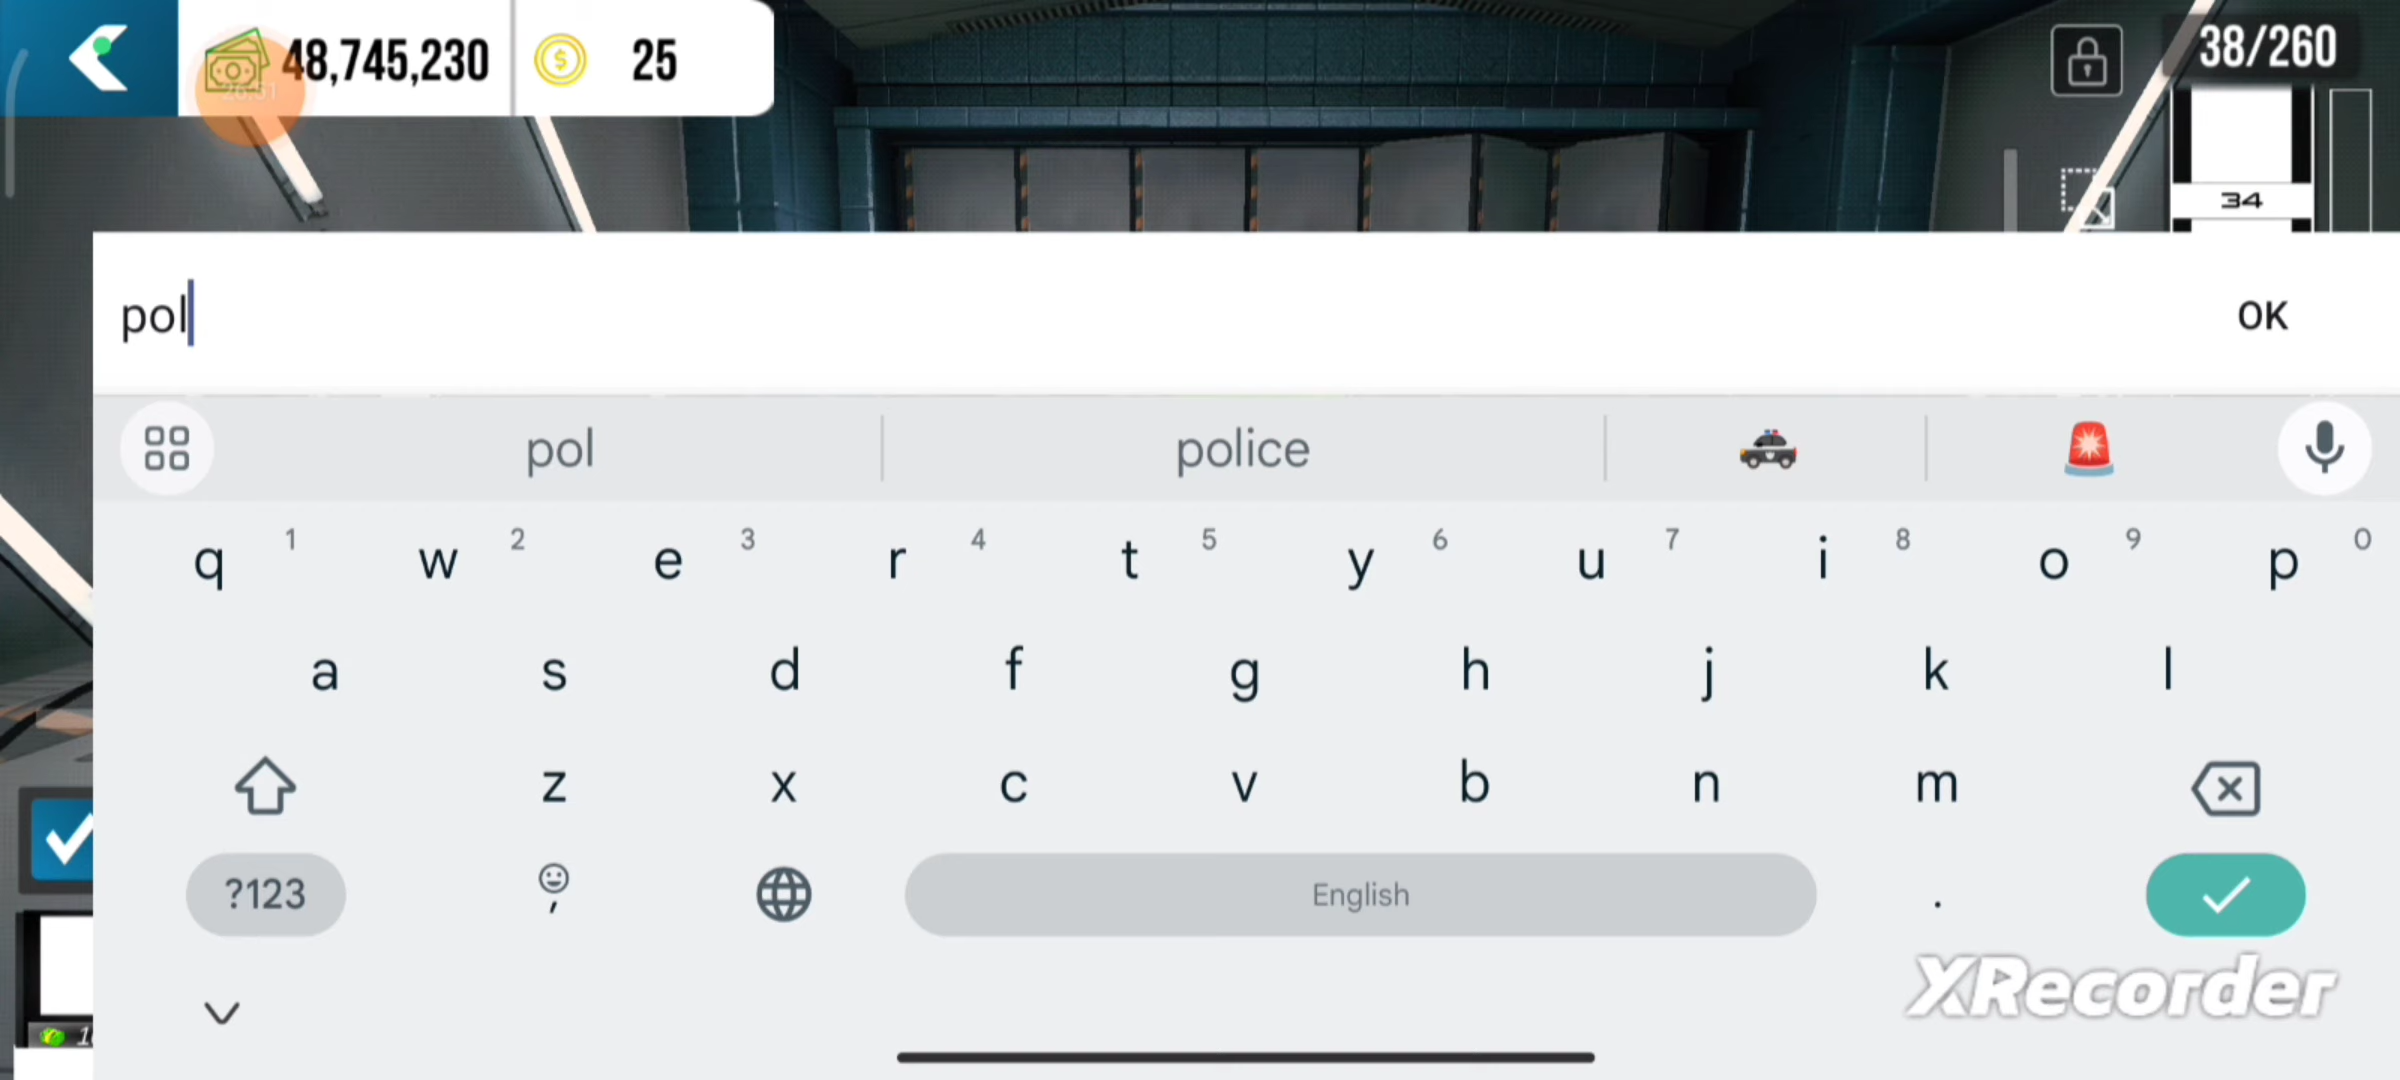 48,745,230 25 38/260
34
pol OK
pol police
q 1 w 2 e 3 r 4 t 5 y 6 u 7 i 8 o 9 p 0
a s d f g h j k l
z x c v b n m
?123 , English .
XRecorder